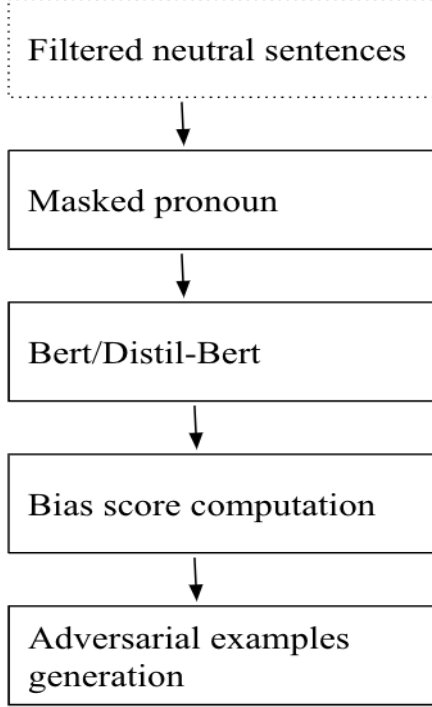 Filtered neutral sentences
Masked pronoun
Bert/Distil-Bert
Bias score computation
Adversarial examples
generation